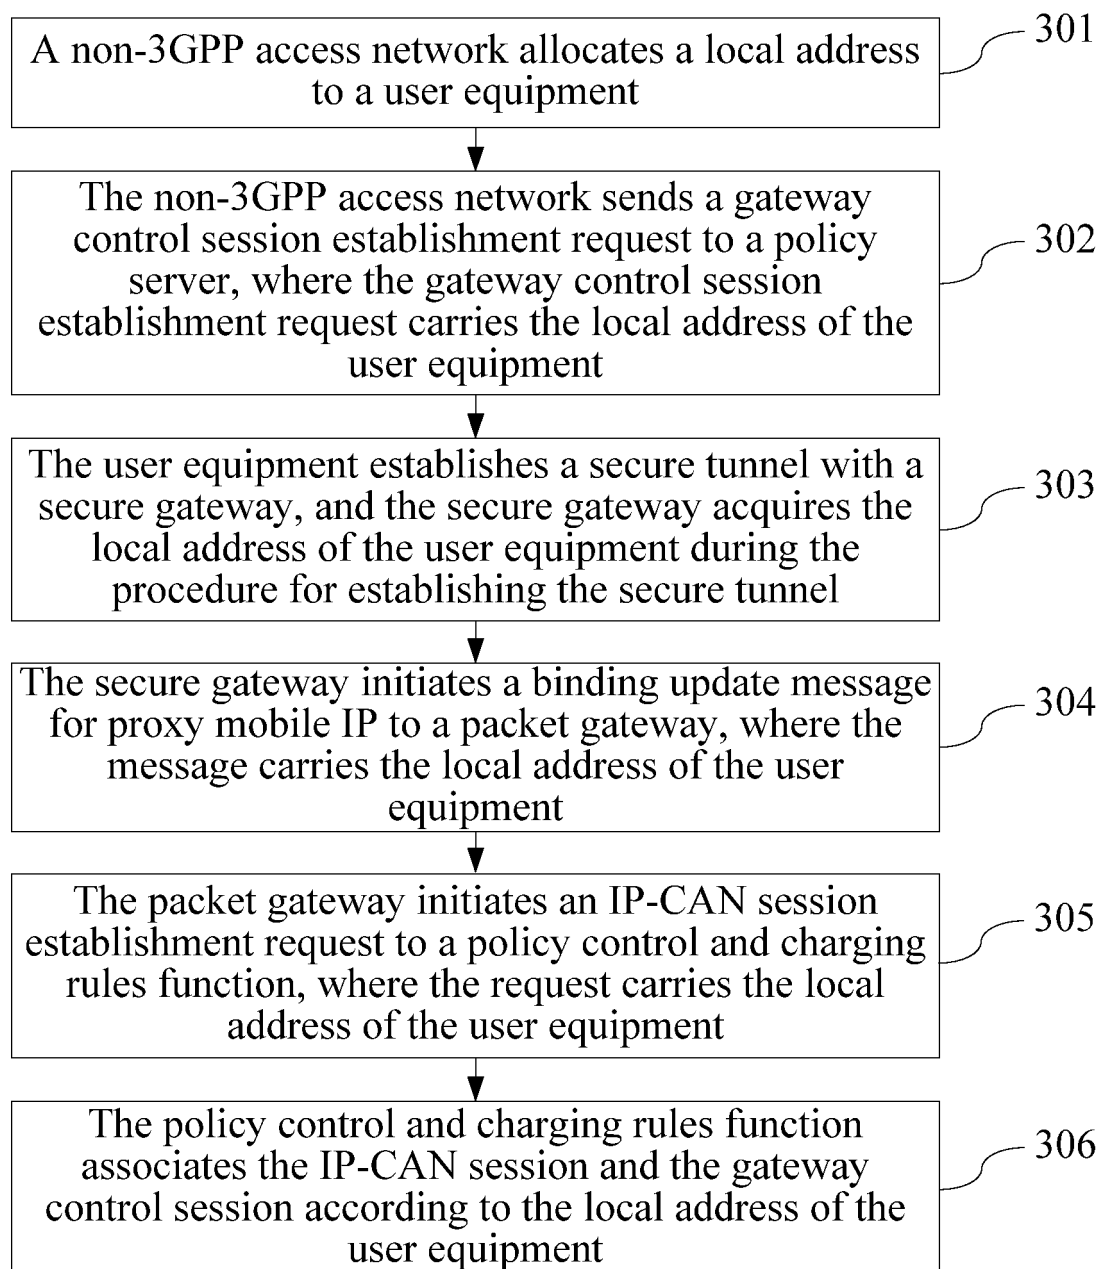 A non-3GPP access network allocates a local address
to a user equipment
301
The non-3GPP access network sends a gateway
control session establishment request to a policy
server, where the gateway control session
establishment request carries the local address of the
user equipment
302
The user equipment establishes a secure tunnel with a
secure gateway, and the secure gateway acquires the
local address of the user equipment during the
procedure for establishing the secure tunnel
303
The secure gateway initiates a binding update message
for proxy mobile IP to a packet gateway, where the
message carries the local address of the user
equipment
304
The packet gateway initiates an IP-CAN session
establishment request to a policy control and charging
rules function, where the request carries the local
address of the user equipment
305
The policy control and charging rules function
associates the IP-CAN session and the gateway
control session according to the local address of the
user equipment
306